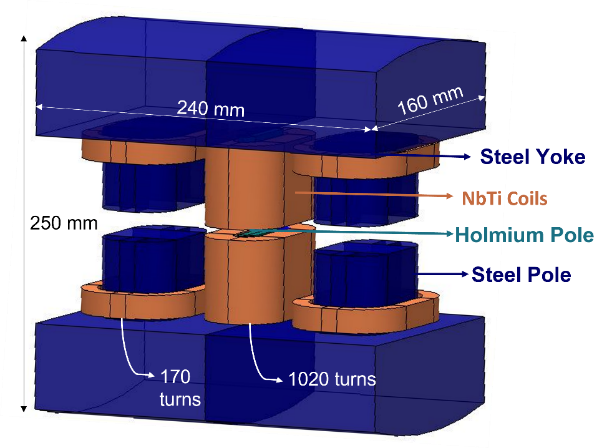 240 mm
160 mm
Steel Yoke
NbTi Coils
250 mm
Holmium Pole
Steel Pole
170
turns
1020 turns